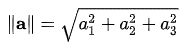 ‖𝐚‖ = √(a₁² + a₂² + a₃²)